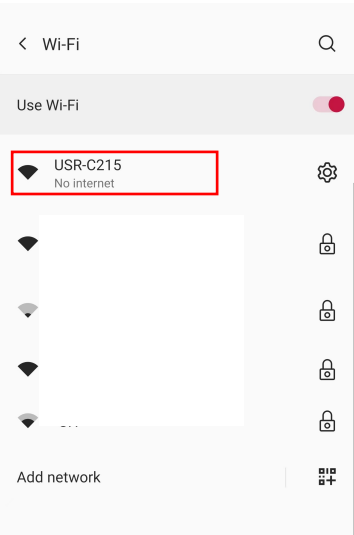 Wi-Fi
Use Wi-Fi
USR-C215
No internet
Add network